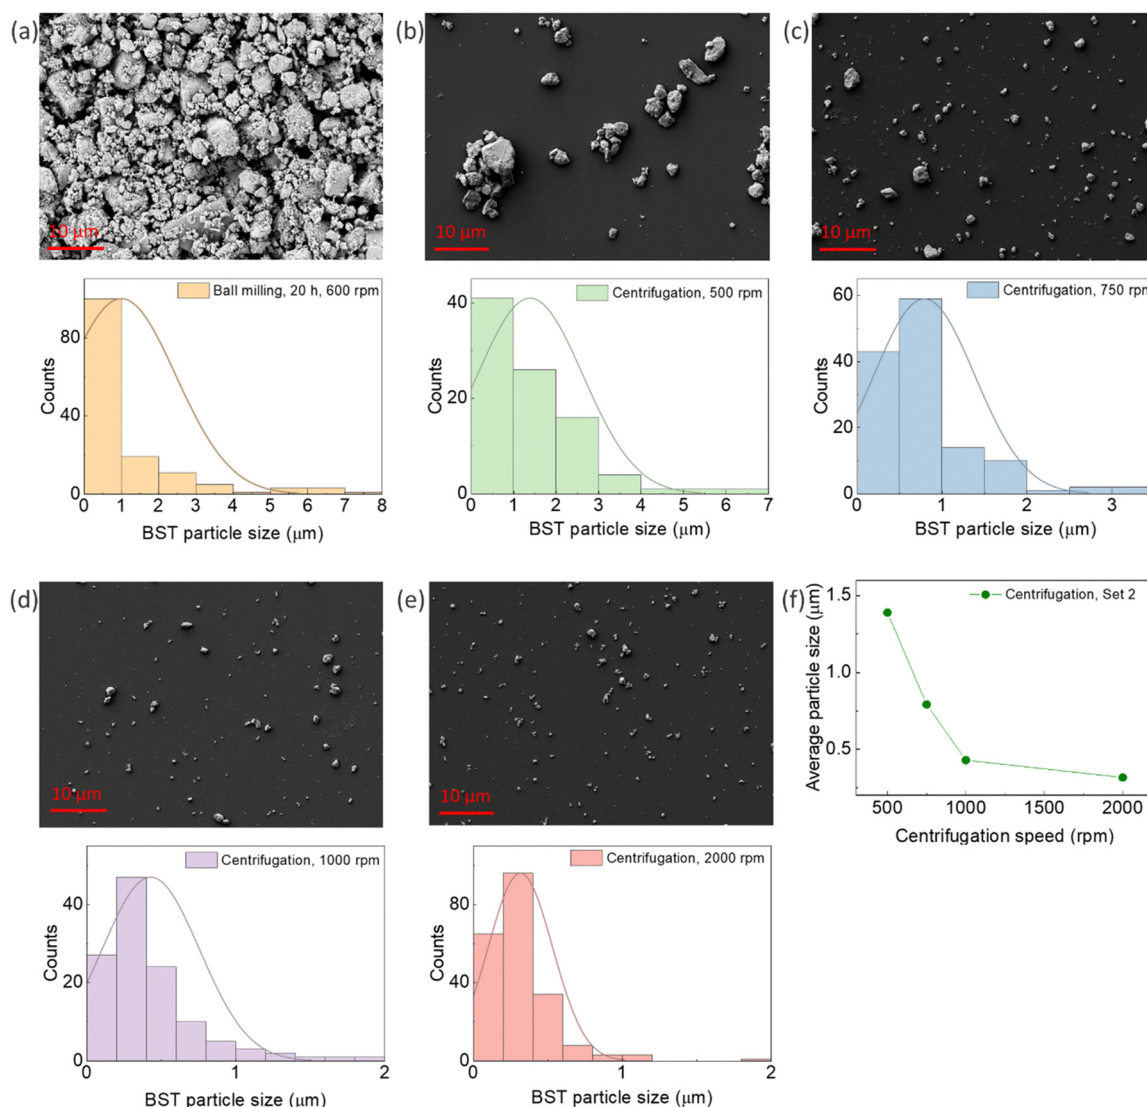 (a)
10 μm
(b)
10 μm
(c)
10 μm
Ball milling, 20 h, 600 rpm
Counts
80
40
0
0 1 2 3 4 5 6 7 8
BST particle size (μm)
Centrifugation, 500 rpm
Counts
40
20
0
0 1 2 3 4 5 6 7
BST particle size (μm)
Centrifugation, 750 rpm
Counts
60
40
20
0
0 1 2 3
BST particle size (μm)
(d)
10 μm
(e)
10 μm
(f)
Centrifugation, Set 2
Average particle size (μm)
1.5
1.0
0.5
500 1000 1500 2000
Centrifugation speed (rpm)
Centrifugation, 1000 rpm
Counts
40
20
0
0 1 2
BST particle size (μm)
Centrifugation, 2000 rpm
Counts
80
40
0
0 1 2
BST particle size (μm)